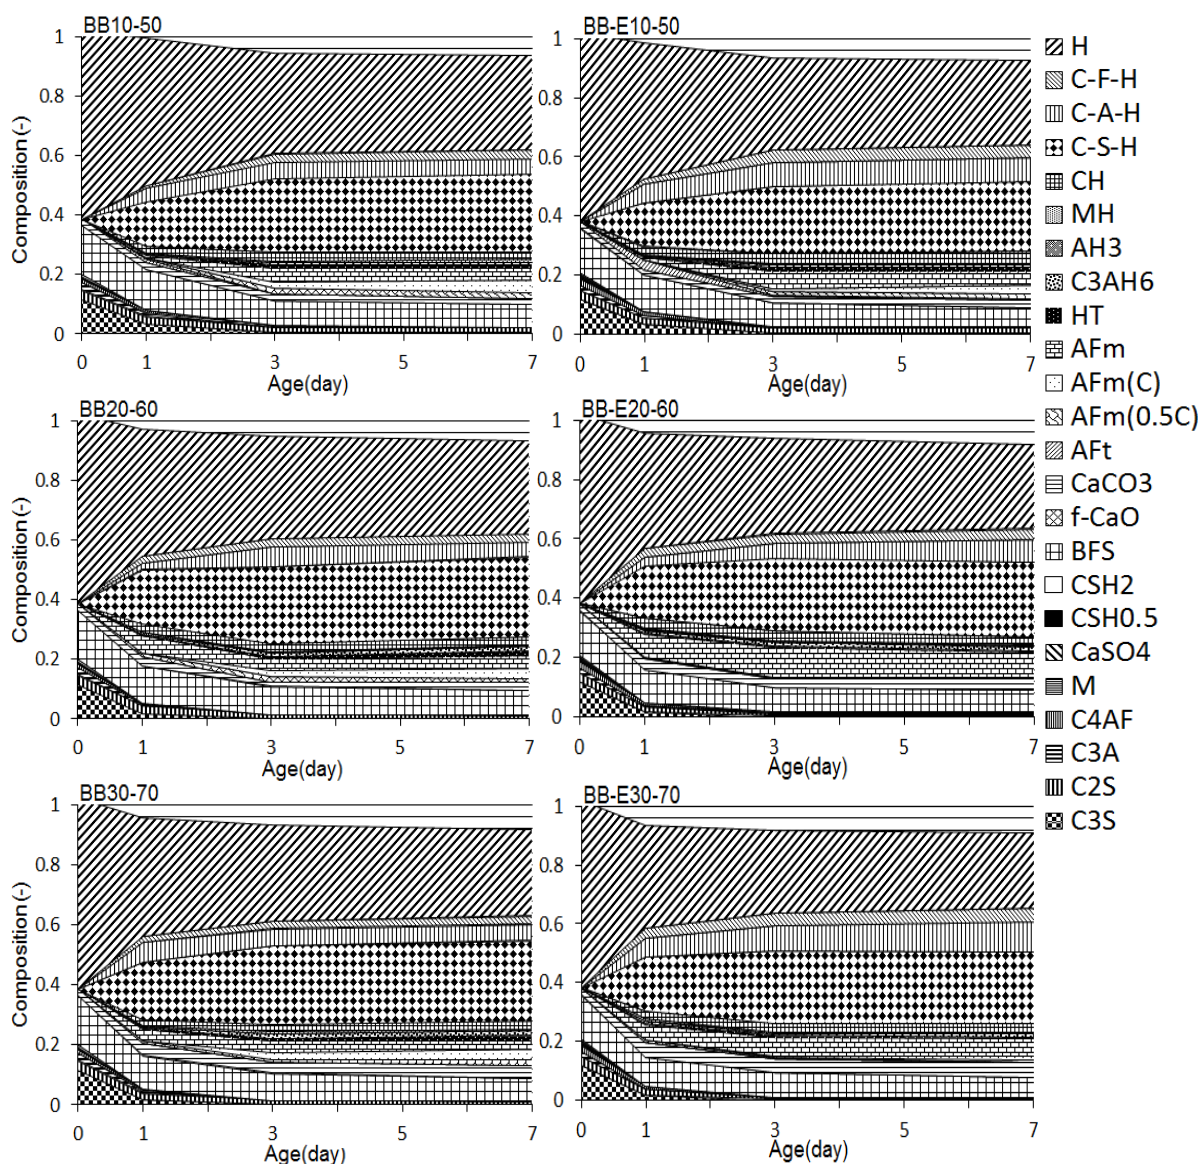 BB10-50
1
0.8
0.6
0.4
0.2
0
Composition(-)
0 1 3 5 7
Age(day)
BB-E10-50
1
0.8
0.6
0.4
0.2
0
0 1 3 5 7
Age(day)
BB20-60
1
0.8
0.6
0.4
0.2
0
Composition(-)
0 1 3 5 7
Age(day)
BB-E20-60
1
0.8
0.6
0.4
0.2
0
0 1 3 5 7
Age(day)
BB30-70
1
0.8
0.6
0.4
0.2
0
Composition(-)
0 1 3 5 7
Age(day)
BB-E30-70
1
0.8
0.6
0.4
0.2
0
0 1 3 5 7
Age(day)
H
C-F-H
C-A-H
C-S-H
CH
MH
AH3
C3AH6
HT
AFm
AFm(C)
AFm(0.5C)
AFt
CaCO3
f-CaO
BFS
CSH2
CSH0.5
CaSO4
M
C4AF
C3A
C2S
C3S